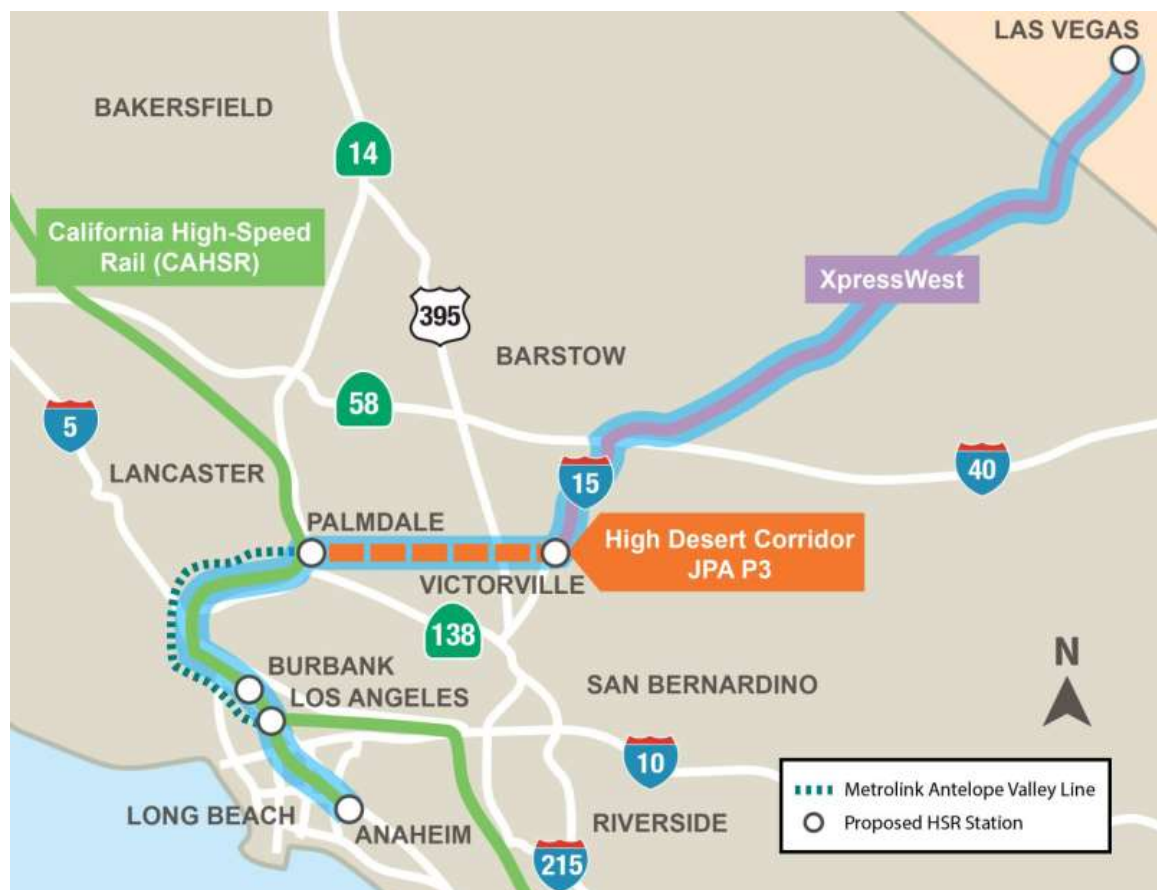 LAS VEGAS
BAKERSFIELD
14
California High-Speed
Rail (CAHSR)
XpressWest
395
BARSTOW
58
5
40
LANCASTER
15
PALMDALE
High Desert Corridor
JPA P3
VICTORVILLE
138
N
BURBANK
SAN BERNARDINO
LOS ANGELES
10
Metrolink Antelope Valley Line
Proposed HSR Station
LONG BEACH
ANAHEIM
RIVERSIDE
215